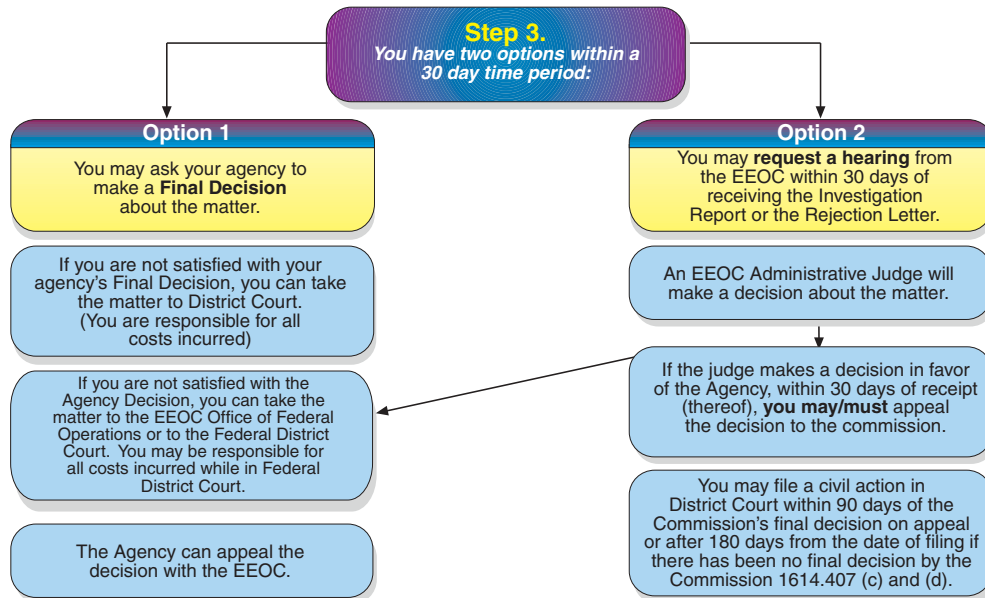 Step 3.
You have two options within a
30 day time period:
Option 1
You may ask your agency to
make a Final Decision
about the matter.
If you are not satisfied with your
agency's Final Decision, you can take
the matter to District Court.
(You are responsible for all
costs incurred)
If you are not satisfied with the
Agency Decision, you can take the
matter to the EEOC Office of Federal
Operations or to the Federal District
Court. You may be responsible for
all costs incurred while in Federal
District Court.
The Agency can appeal the
decision with the EEOC.
Option 2
You may request a hearing from
the EEOC within 30 days of
receiving the Investigation
Report or the Rejection Letter.
An EEOC Administrative Judge will
make a decision about the matter.
If the judge makes a decision in favor
of the Agency, within 30 days of receipt
(thereof), you may/must appeal
the decision to the commission.
You may file a civil action in
District Court within 90 days of the
Commission's final decision on appeal
or after 180 days from the date of filing if
there has been no final decision by the
Commission 1614.407 (c) and (d).